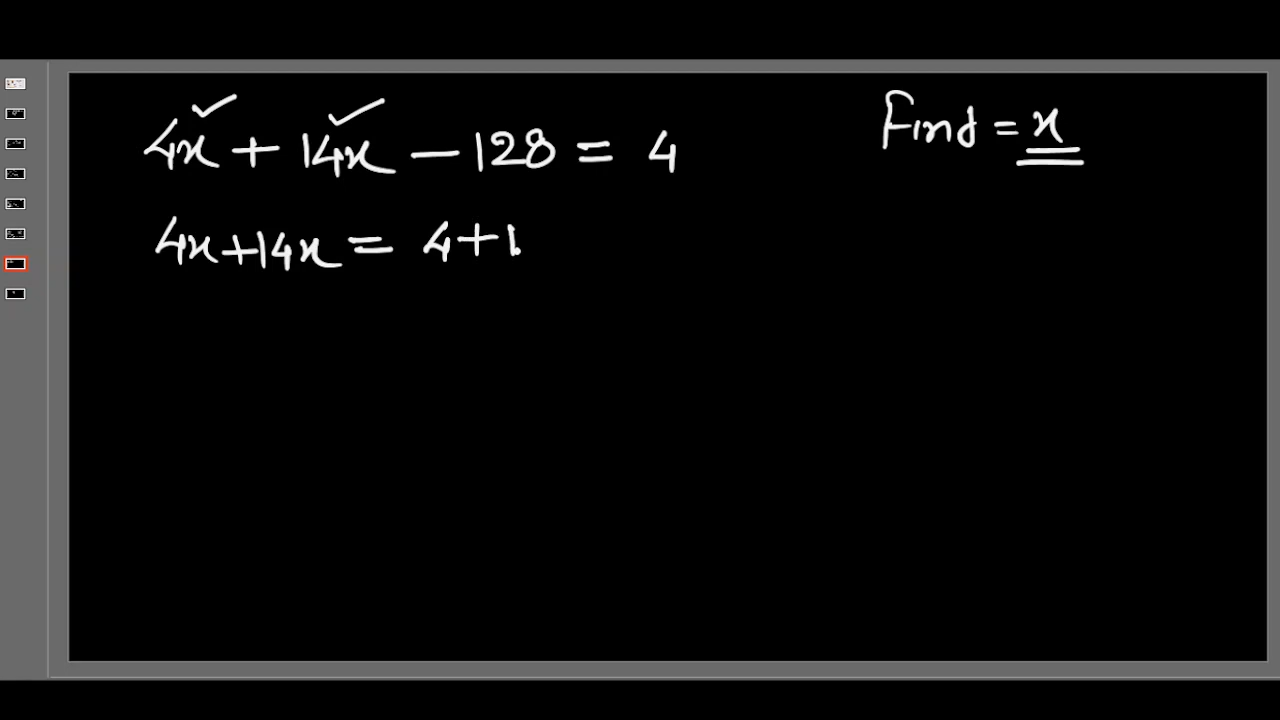 4x + 14x − 128 = 4
Find = x
4x+14x = 4+1